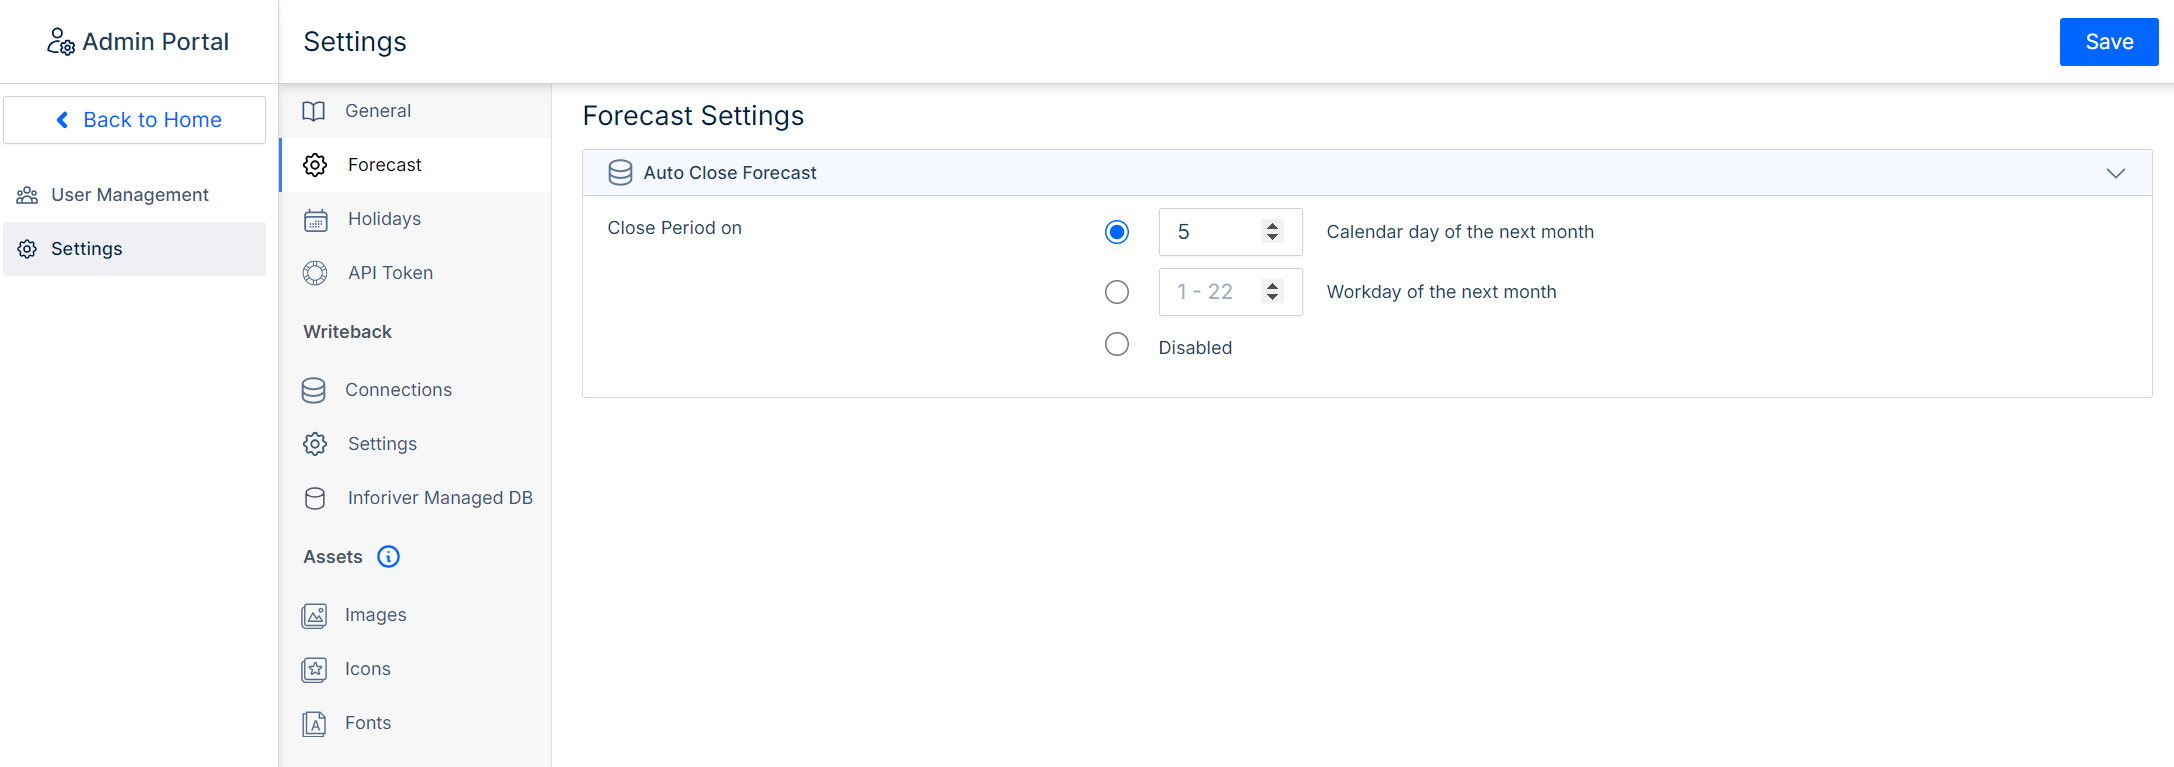 Admin Portal
Settings
Save
Back to Home
User Management
Settings
General
Forecast
Holidays
API Token
Writeback
Connections
Settings
Inforiver Managed DB
Assets
Images
Icons
Fonts
Forecast Settings
Auto Close Forecast
Close Period on
5 Calendar day of the next month
1 - 22 Workday of the next month
Disabled